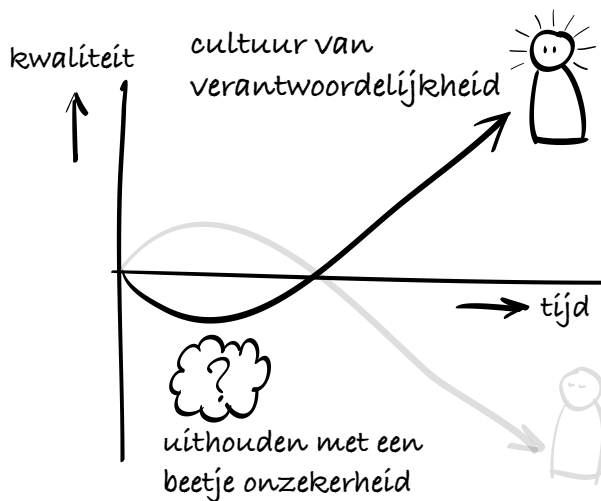 kwaliteit
cultuur van
verantwoordelijkheid
tijd
?
uithouden met een
beetje onzekerheid